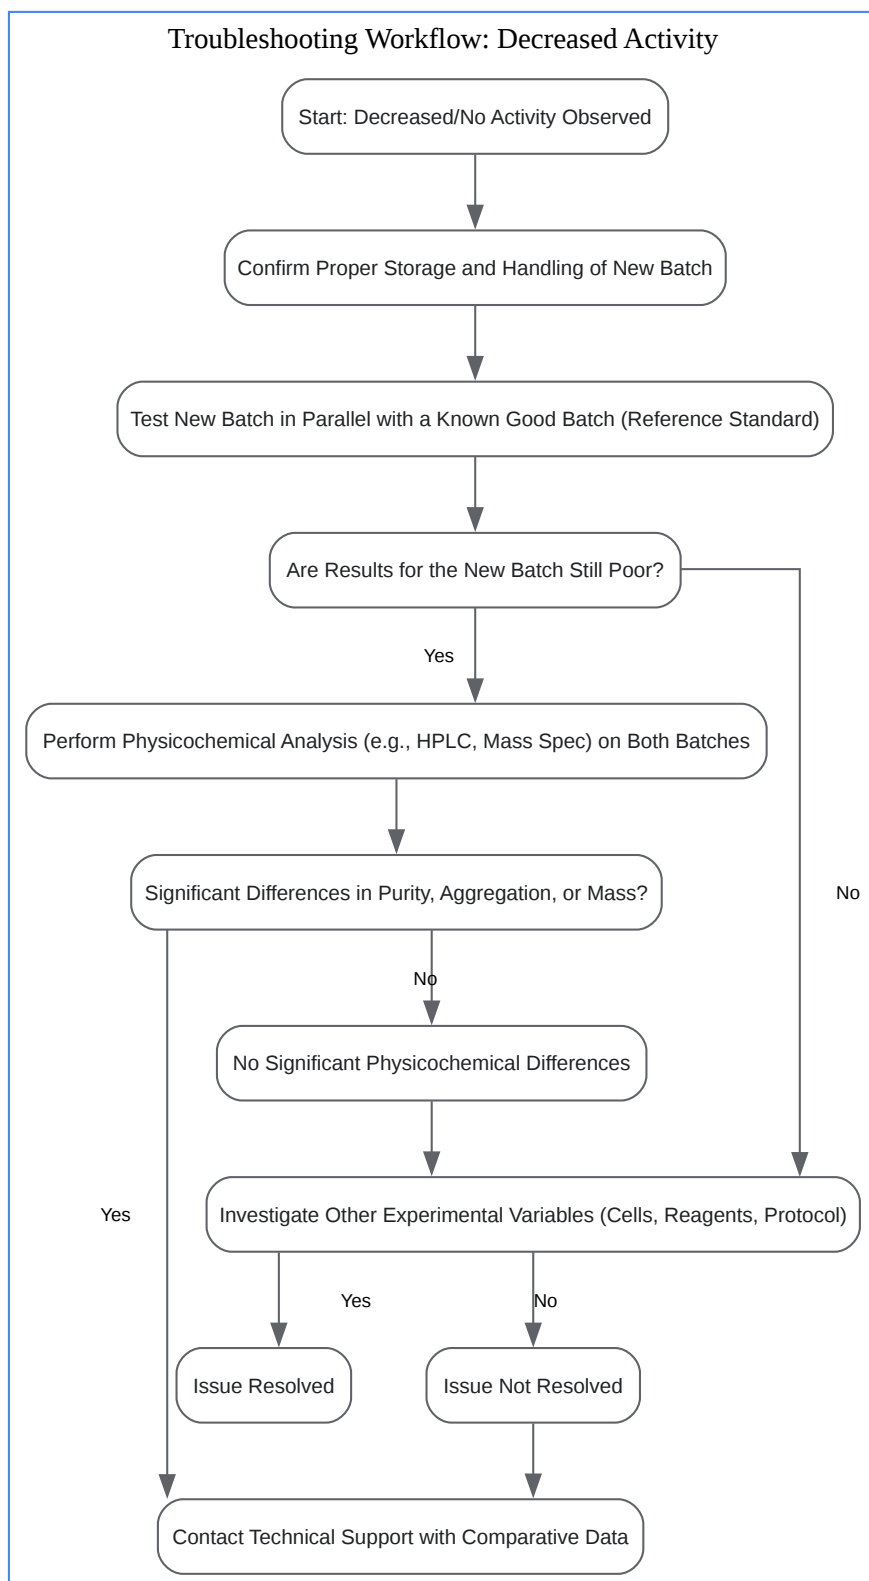 Troubleshooting Workflow: Decreased Activity
Start: Decreased/No Activity Observed
Confirm Proper Storage and Handling of New Batch
Test New Batch in Parallel with a Known Good Batch (Reference Standard)
Are Results for the New Batch Still Poor?
Yes
Perform Physicochemical Analysis (e.g., HPLC, Mass Spec) on Both Batches
Significant Differences in Purity, Aggregation, or Mass?
No
No
No Significant Physicochemical Differences
Yes
Investigate Other Experimental Variables (Cells, Reagents, Protocol)
Yes
No
Issue Resolved
Issue Not Resolved
Contact Technical Support with Comparative Data